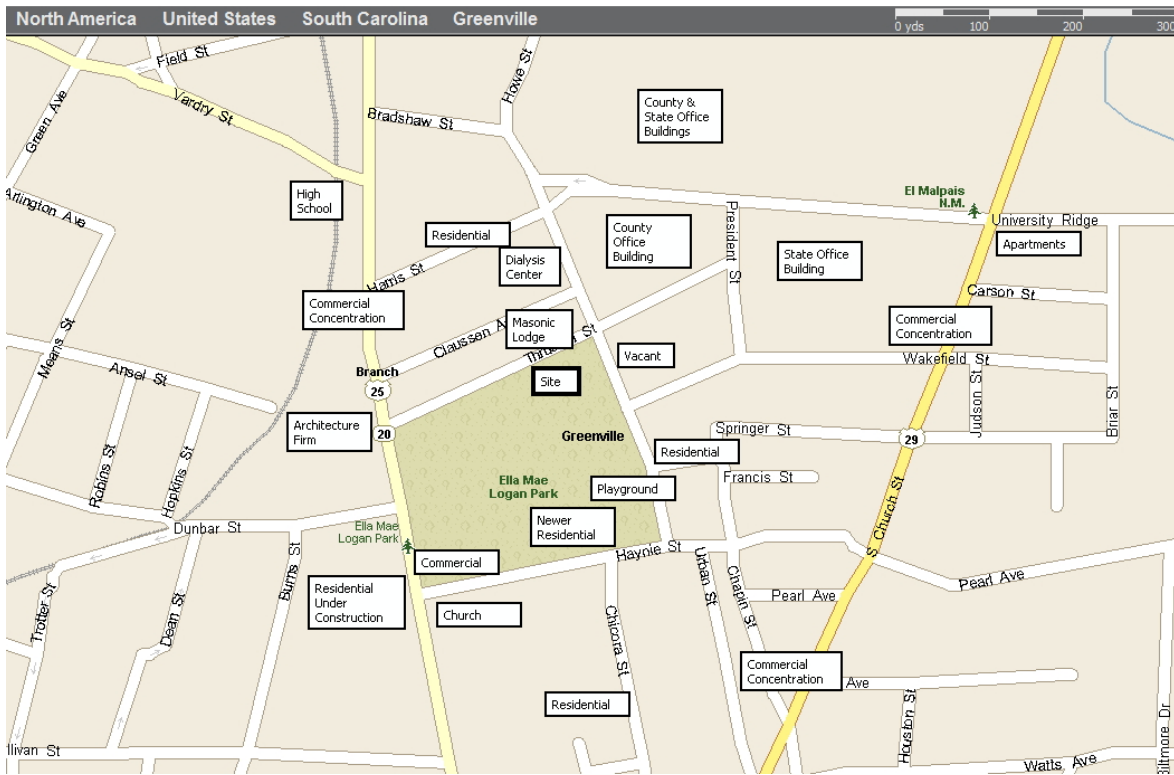 North America United States South Carolina Greenville
0 yds 100 200 300
Field St
Howe St
Vardry St
Green Ave
Bradshaw St
County &
State Office
Buildings
High
School
El Malpais
N.M.
Arlington Ave
President St
University Ridge
Residential
County
Office
Building
Apartments
Dialysis
Center
State Office
Building
Harris St
Carson St
Commercial
Concentration
Commercial
Concentration
Means St
Claussen A
Masonic
Lodge
Thru St
Vacant
Wakefield St
Ansel St
Branch
25
Site
Judson St
Briar St
Architecture
Firm
20
Greenville
Springer St
29
Robins St
Hopkins St
Residential
Ella Mae
Logan Park
Playground
Francis St
S Church St
Dunbar St
Ella Mae
Logan Park
Newer
Residential
Haynie St
Commercial
Burns St
Urban St
Chapin St
Pearl Ave
Residential
Under
Construction
Pearl Ave
Trotter St
Dean St
Church
Chicora St
Commercial
Concentration
Ave
Residential
Houston St
Biltmore Dr
llivan St
Watts Ave